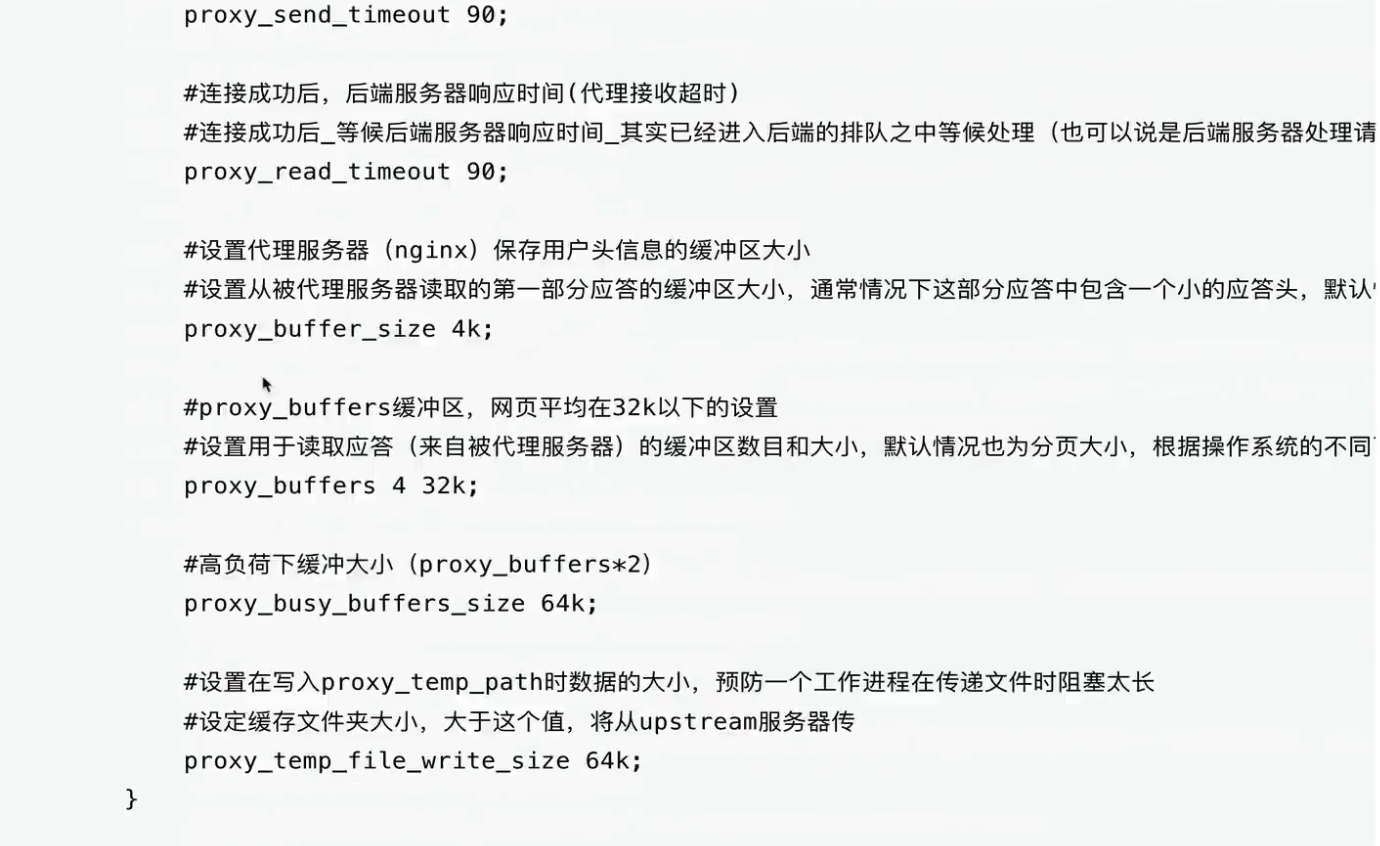 proxy_send_timeout 90;
#连接成功后，后端服务器响应时间(代理接收超时)
#连接成功后_等候后端服务器响应时间_其实已经进入后端的排队之中等候处理（也可以说是后端服务器处理请
proxy_read_timeout 90;
#设置代理服务器（nginx）保存用户头信息的缓冲区大小
#设置从被代理服务器读取的第一部分应答的缓冲区大小，通常情况下这部分应答中包含一个小的应答头，默认
proxy_buffer_size 4k;
#proxy_buffers缓冲区，网页平均在32k以下的设置
#设置用于读取应答（来自被代理服务器）的缓冲区数目和大小，默认情况也为分页大小，根据操作系统的不同
proxy_buffers 4 32k;
#高负荷下缓冲大小（proxy_buffers*2）
proxy_busy_buffers_size 64k;
#设置在写入proxy_temp_path时数据的大小，预防一个工作进程在传递文件时阻塞太长
#设定缓存文件夹大小，大于这个值，将从upstream服务器传
proxy_temp_file_write_size 64k;
}